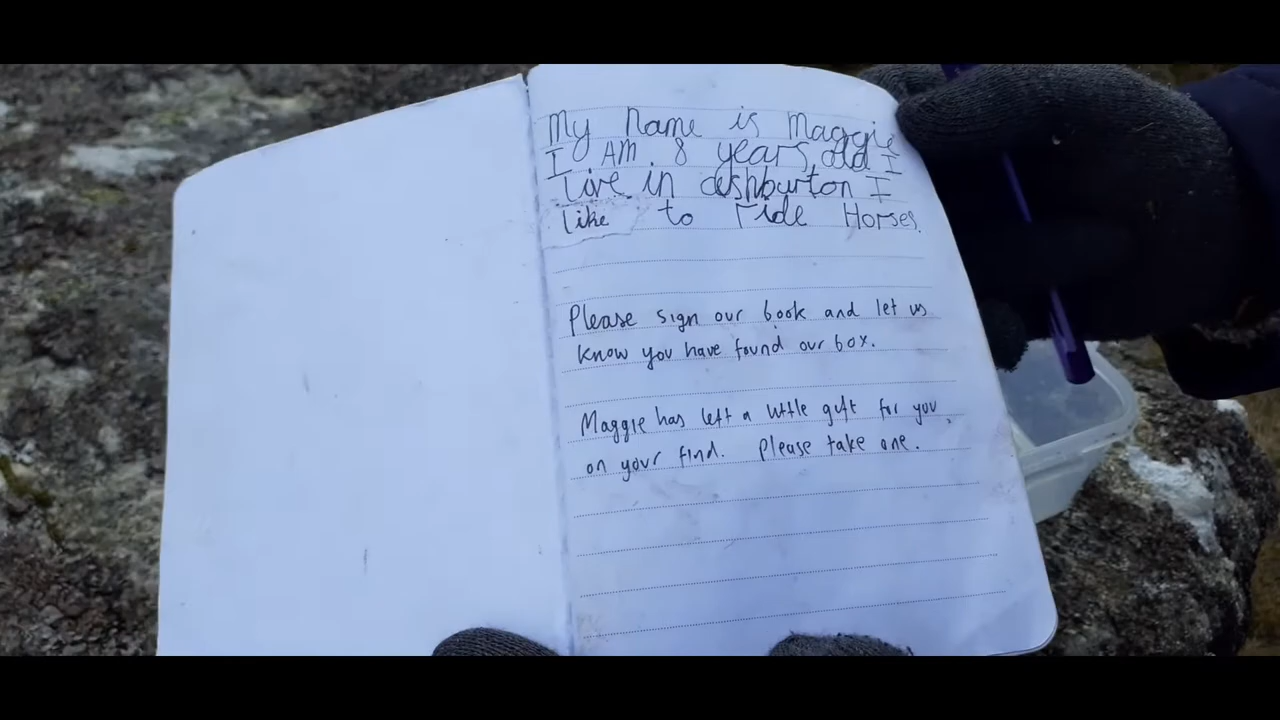 My Name is Maggie
I AM 8 years old I
Live in ashburton I
like to ride Horses.
Please sign our book and let us
know you have found our box.
Maggie has left a little gift for you
on your find. Please take one.